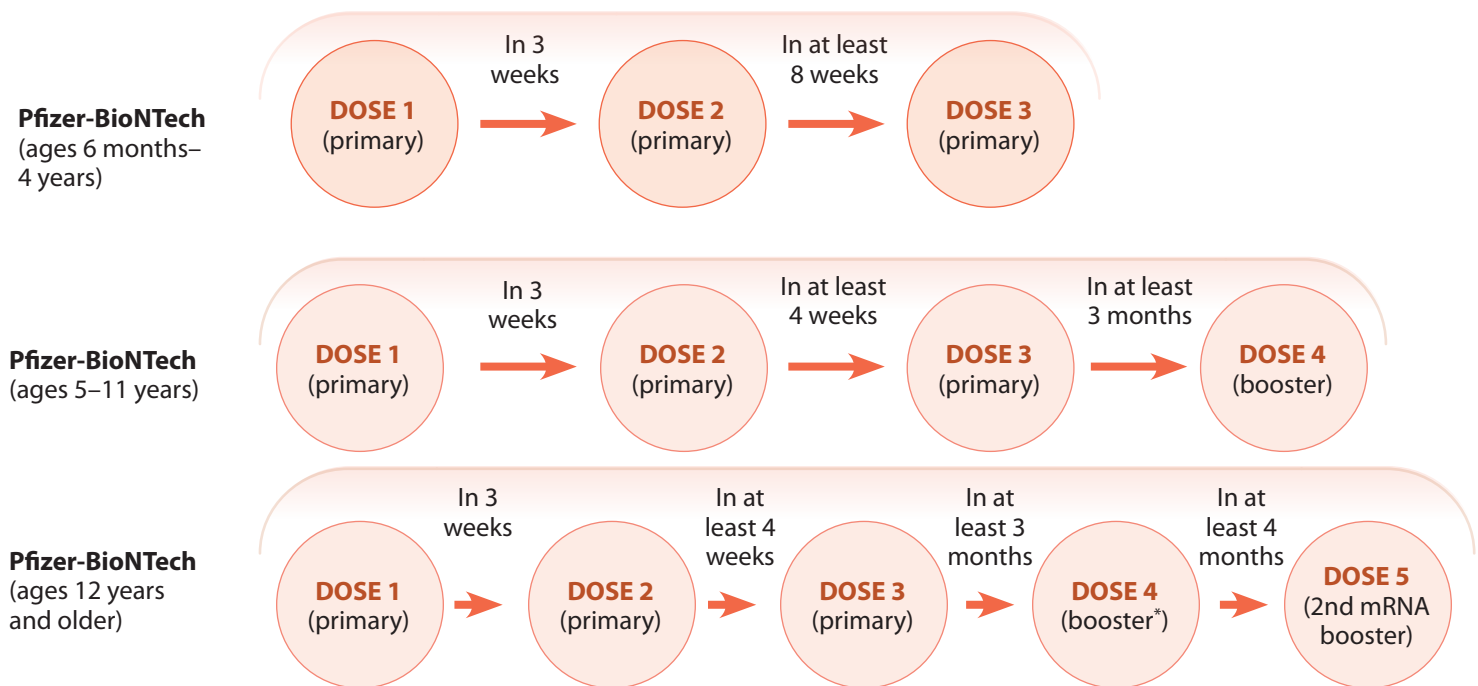 Pfizer-BioNTech
(ages 6 months–
4 years)
DOSE 1
(primary)
In 3
weeks
DOSE 2
(primary)
In at least
8 weeks
DOSE 3
(primary)
Pfizer-BioNTech
(ages 5–11 years)
DOSE 1
(primary)
In 3
weeks
DOSE 2
(primary)
In at least
4 weeks
DOSE 3
(primary)
In at least
3 months
DOSE 4
(booster)
Pfizer-BioNTech
(ages 12 years
and older)
DOSE 1
(primary)
In 3
weeks
DOSE 2
(primary)
In at
least 4
weeks
DOSE 3
(primary)
In at
least 3
months
DOSE 4
(booster*)
In at
least 4
months
DOSE 5
(2nd mRNA
booster)